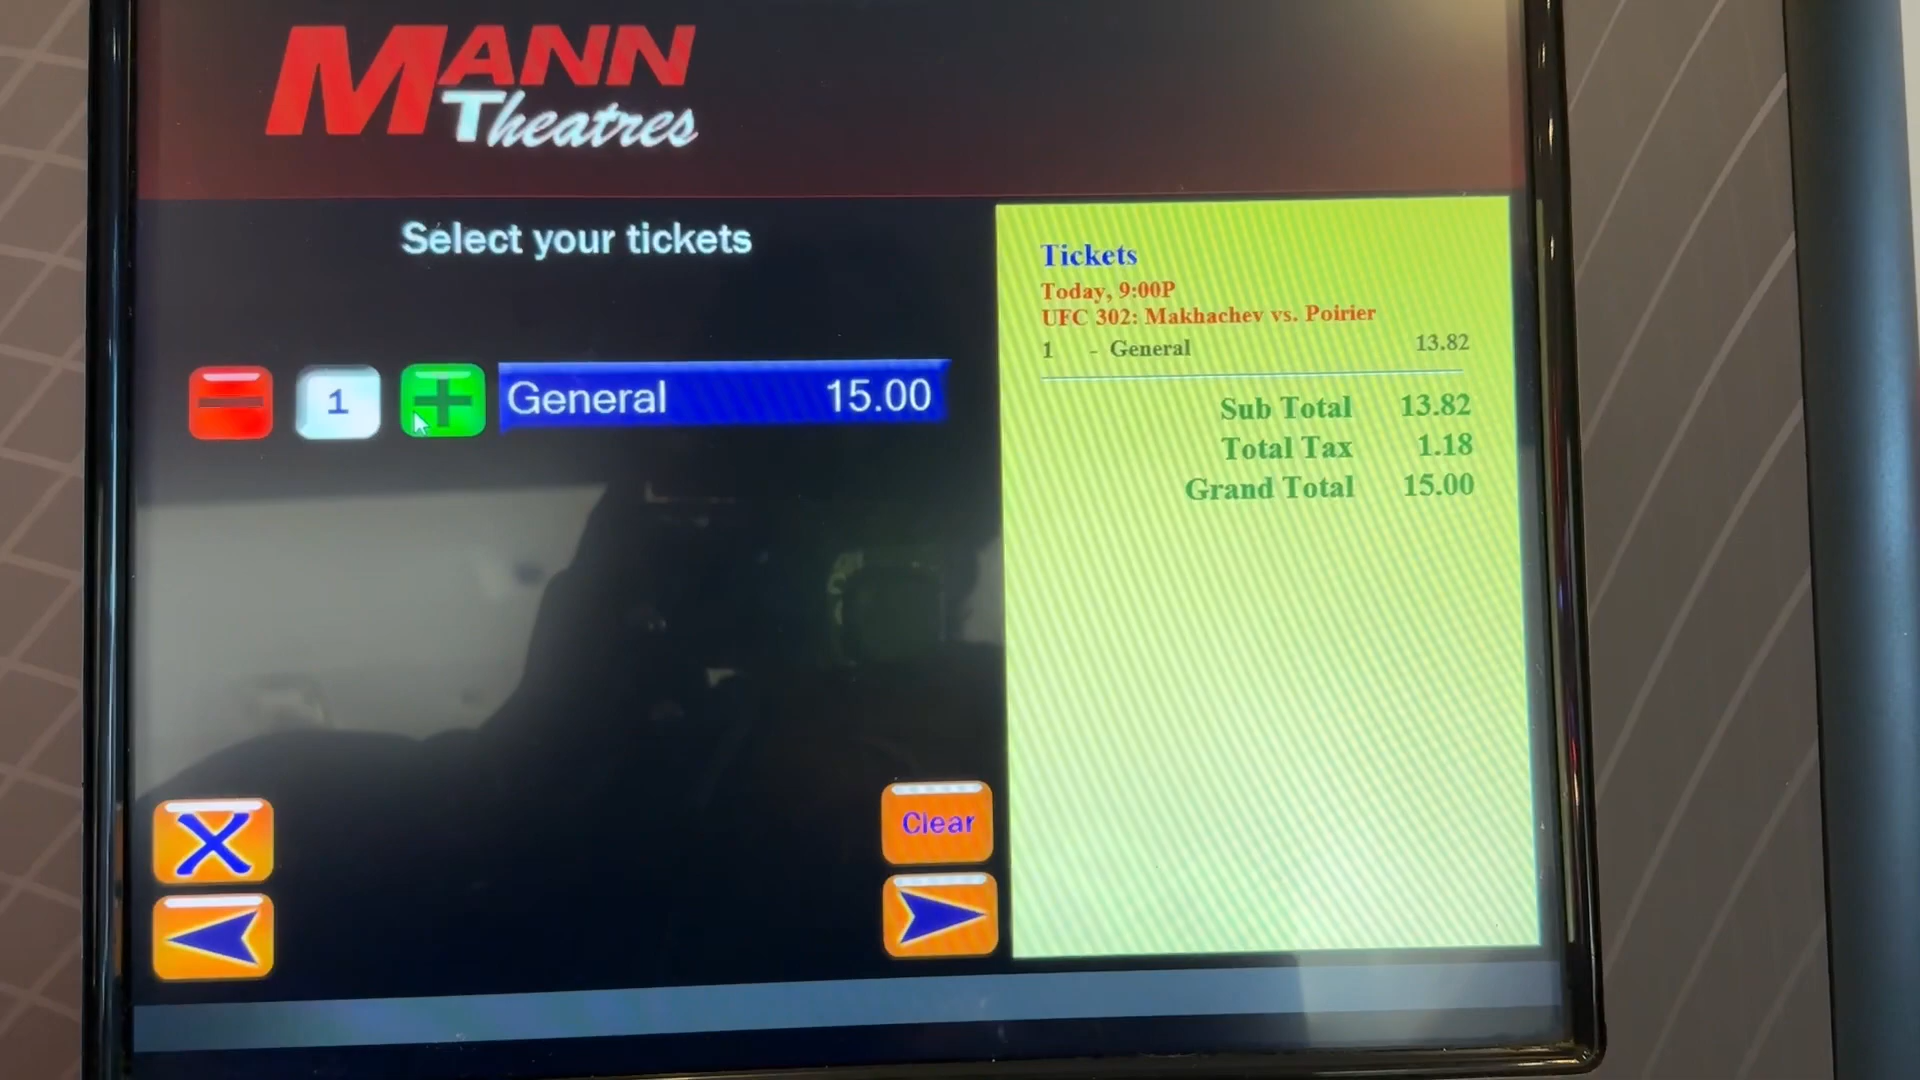 MANN
Theatres
Select your tickets
1
General 15.00
Clear
Tickets
Today, 9:00P
UFC 302: Makhachev vs. Poirier
1 - General 13.82
Sub Total 13.82
Total Tax 1.18
Grand Total 15.00